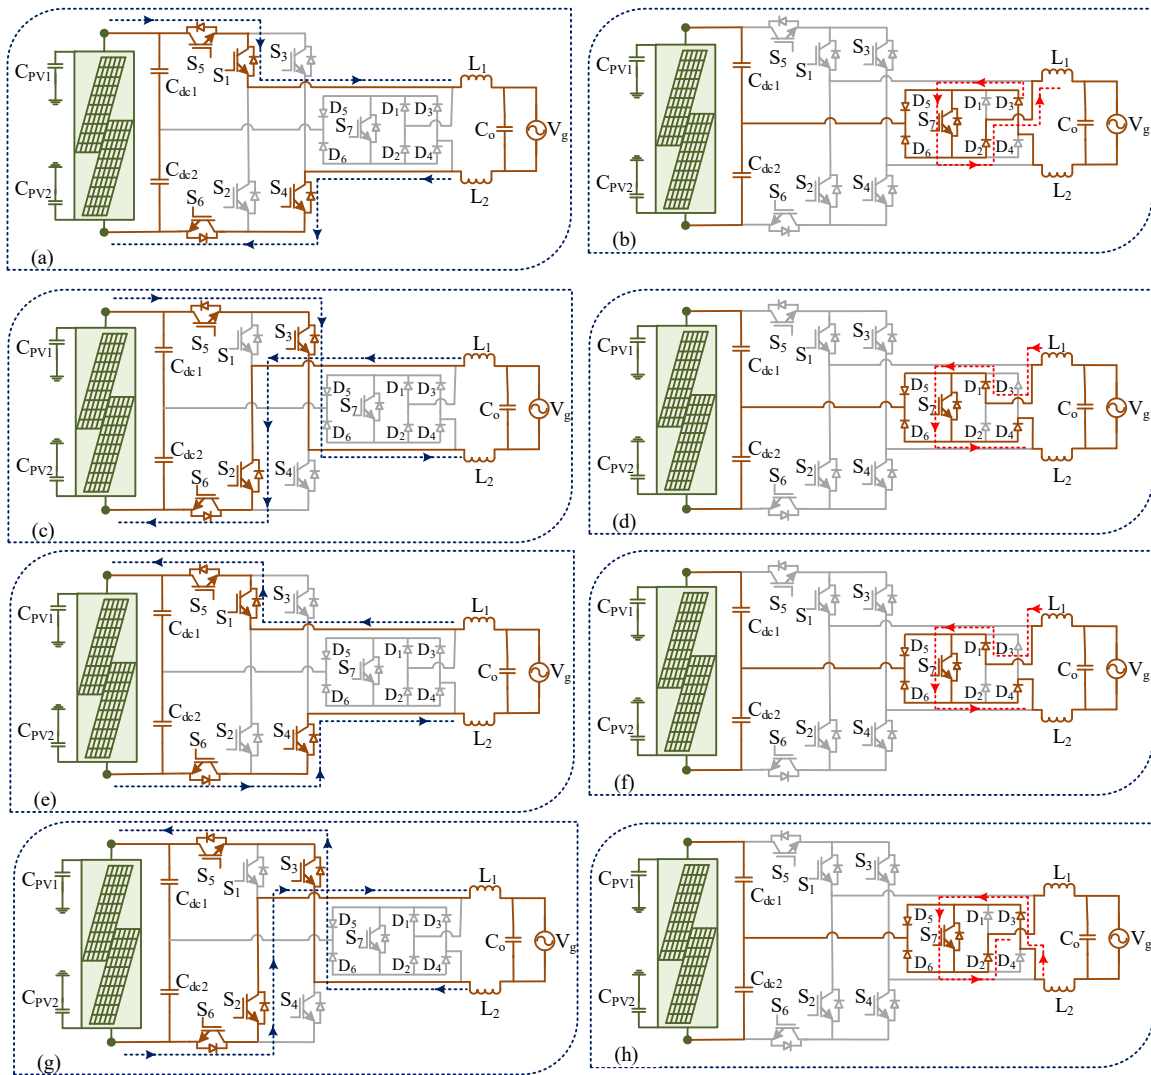 C_PV1 C_dc1 S_5 S_1 S_3 L_1
D_5 D_1 D_3 S_7 C_o V_g
D_6 D_2 D_4
C_PV2 C_dc2 S_6 S_2 S_4 L_2
(a)
C_PV1 C_dc1 S_5 S_1 S_3 L_1
D_5 D_1 D_3 S_7 C_o V_g
D_6 D_2 D_4
C_PV2 C_dc2 S_6 S_2 S_4 L_2
(b)
C_PV1 C_dc1 S_5 S_1 S_3 L_1
D_5 D_1 D_3 S_7 C_o V_g
D_6 D_2 D_4
C_PV2 C_dc2 S_6 S_2 S_4 L_2
(c)
C_PV1 C_dc1 S_5 S_1 S_3 L_1
D_5 D_1 D_3 S_7 C_o V_g
D_6 D_2 D_4
C_PV2 C_dc2 S_6 S_2 S_4 L_2
(d)
C_PV1 C_dc1 S_5 S_1 S_3 L_1
D_5 D_1 D_3 S_7 C_o V_g
D_6 D_2 D_4
C_PV2 C_dc2 S_6 S_2 S_4 L_2
(e)
C_PV1 C_dc1 S_5 S_1 S_3 L_1
D_5 D_1 D_3 S_7 C_o V_g
D_6 D_2 D_4
C_PV2 C_dc2 S_6 S_2 S_4 L_2
(f)
C_PV1 C_dc1 S_5 S_1 S_3 L_1
D_5 D_1 D_3 S_7 C_o V_g
D_6 D_2 D_4
C_PV2 C_dc2 S_6 S_2 S_4 L_2
(g)
C_PV1 C_dc1 S_5 S_1 S_3 L_1
D_5 D_1 D_3 S_7 C_o V_g
D_6 D_2 D_4
C_PV2 C_dc2 S_6 S_2 S_4 L_2
(h)